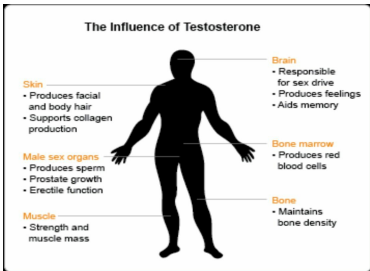 The Influence of Testosterone
Skin
• Produces facial
and body hair
• Supports collagen
production
Male sex organs
• Produces sperm
• Prostate growth
• Erectile function
Muscle
• Strength and
muscle mass
Brain
• Responsible
for sex drive
• Produces feelings
• Aids memory
Bone marrow
• Produces red
blood cells
Bone
• Maintains
bone density